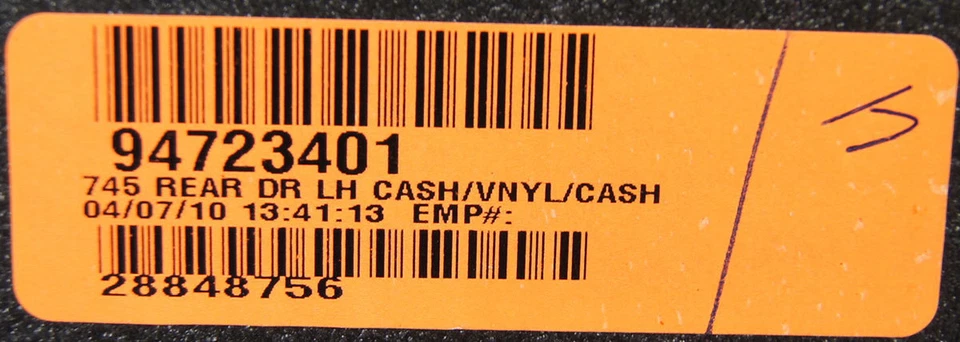 94723401
745 REAR DR LH CASH/VNYL/CASH
04/07/10 13:41:13 EMP#:
28848756